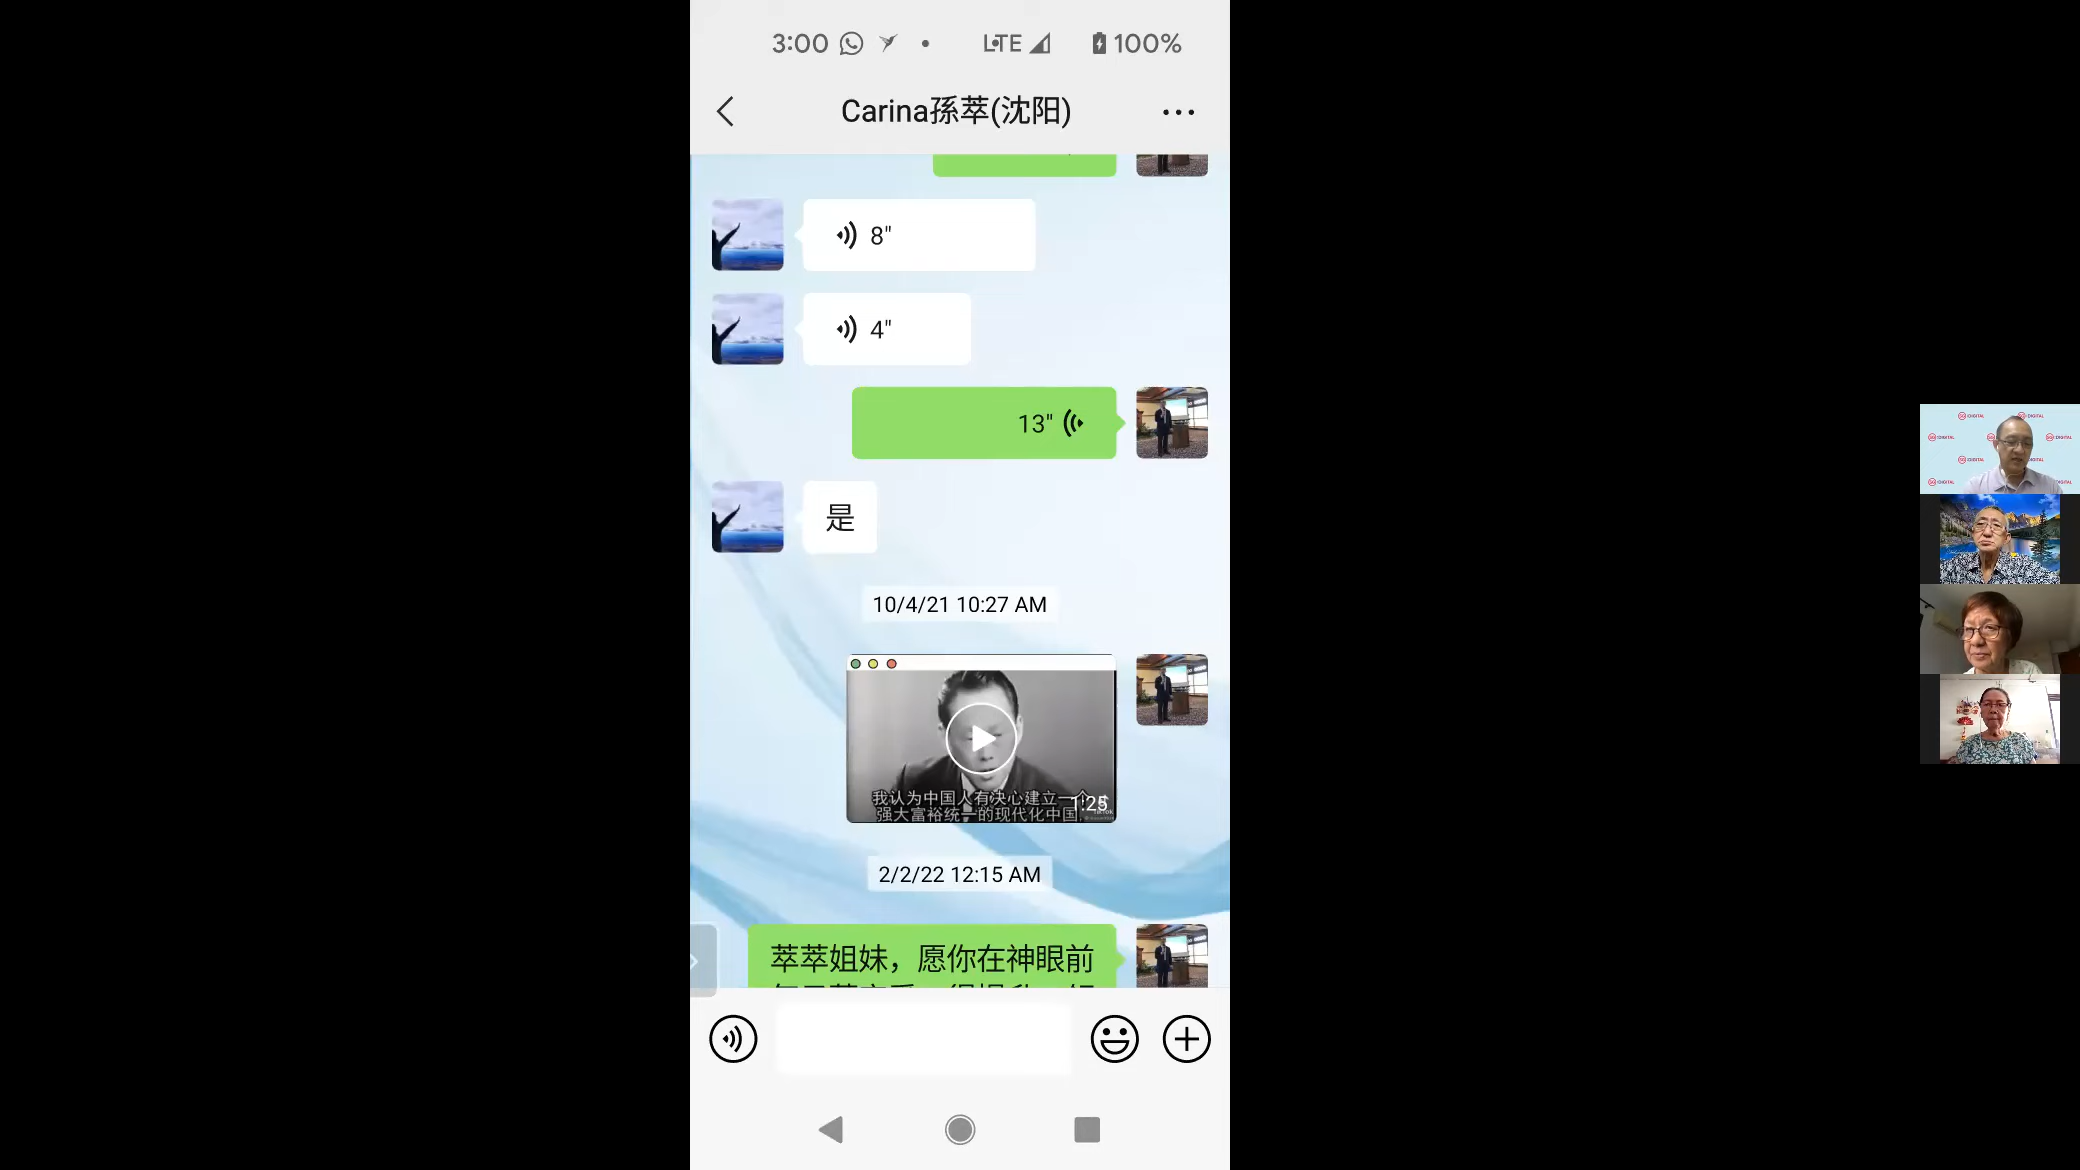 3:00
LTE
100%
Carina孫萃(沈阳)
8"
4"
13"
是
10/4/21 10:27 AM
我认为中国人有决心建立一个
强大富裕统一的现代化中国,
1:25
2/2/22 12:15 AM
萃萃姐妹，愿你在神眼前